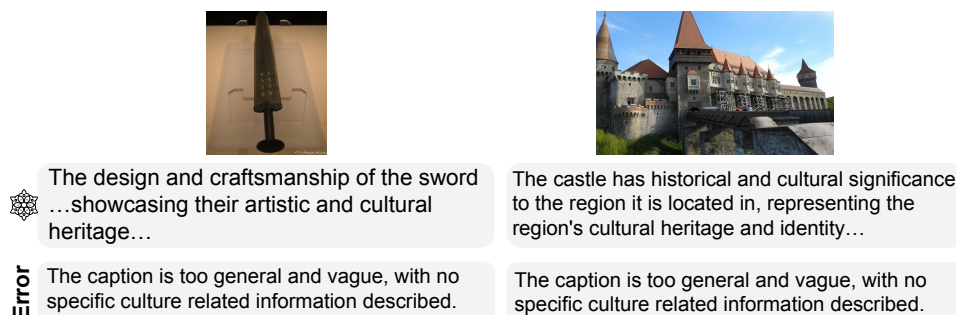 The design and craftsmanship of the sword
…showcasing their artistic and cultural
heritage…
The castle has historical and cultural significance
to the region it is located in, representing the
region's cultural heritage and identity…
Error
The caption is too general and vague, with no
specific culture related information described.
The caption is too general and vague, with no
specific culture related information described.